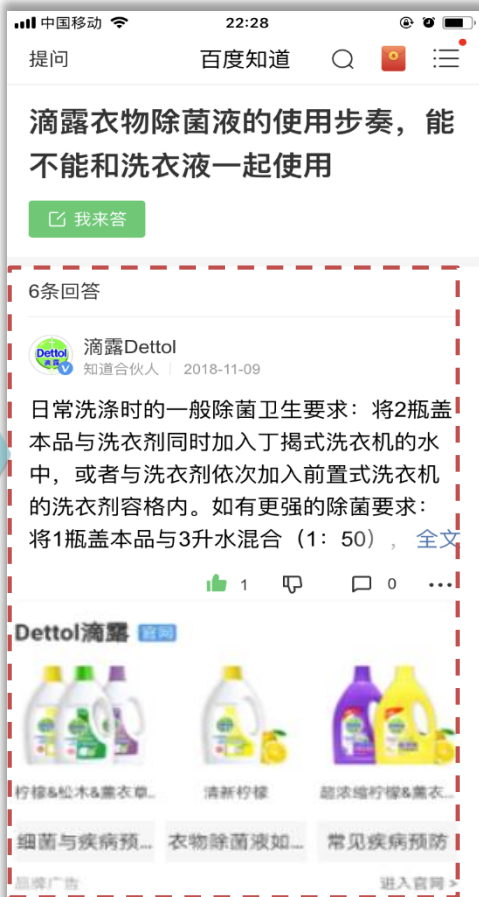 中国移动 22:28
提问 百度知道
滴露衣物除菌液的使用步奏，能
不能和洗衣液一起使用
我来答
6条回答
Dettol
滴露Dettol
知道合伙人 | 2018-11-09
日常洗涤时的一般除菌卫生要求：将2瓶盖
本品与洗衣剂同时加入丁揭式洗衣机的水
中，或者与洗衣剂依次加入前置式洗衣机
的洗衣剂容格内。如有更强的除菌要求：
将1瓶盖本品与3升水混合（1：50），全文
1 0 ...
Dettol滴露 官网
柠檬&松木&薰衣草... 清新柠檬 超浓缩柠檬&薰衣...
细菌与疾病预... 衣物除菌液如... 常见疾病预防
品牌广告 进入官网>